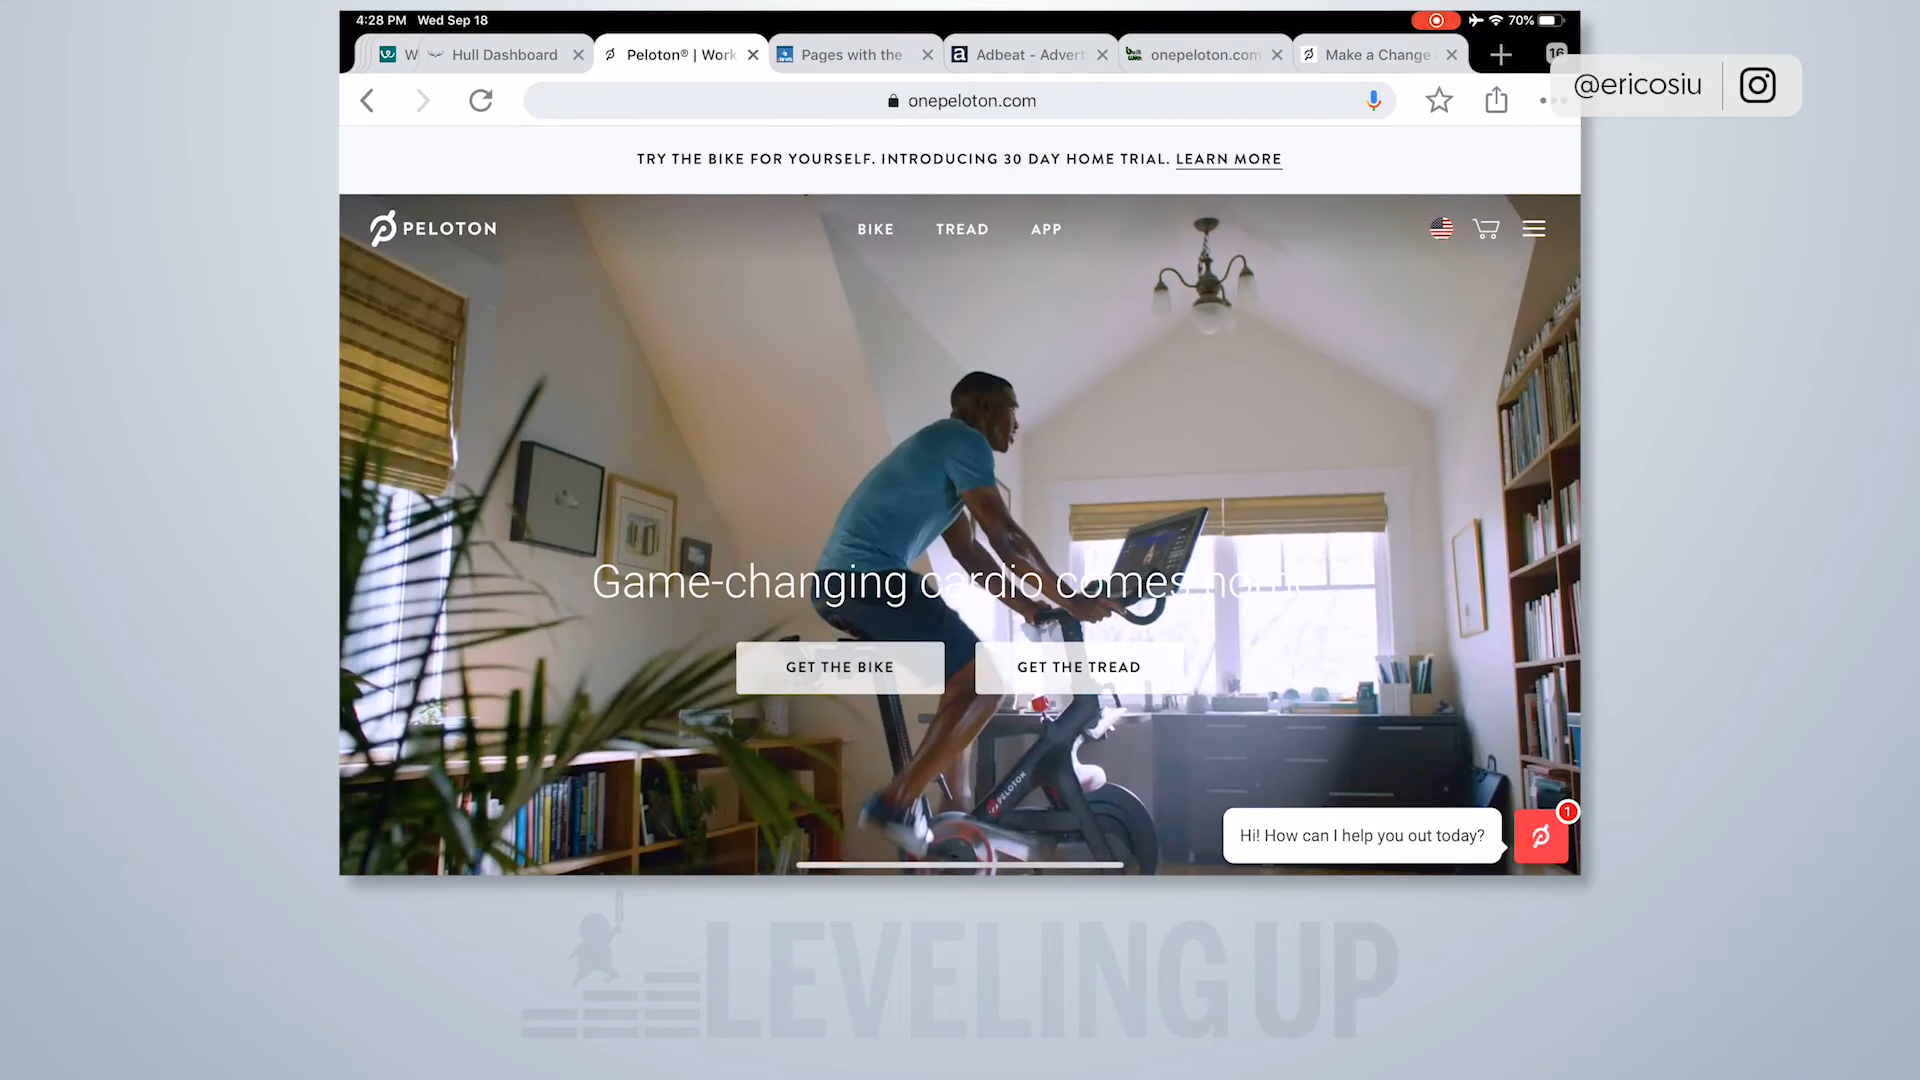 4:28 PM Wed Sep 18
70%
W
Hull Dashboard
Peloton® | Work
Pages with the
Adbeat - Advert
onepeloton.com
Make a Change
16
@ericosiu
onepeloton.com
TRY THE BIKE FOR YOURSELF. INTRODUCING 30 DAY HOME TRIAL. LEARN MORE
PELOTON
BIKE TREAD APP
Game-changing cardio comes home
GET THE BIKE
GET THE TREAD
PELOTON
Hi! How can I help you out today?
1
LEVELING UP